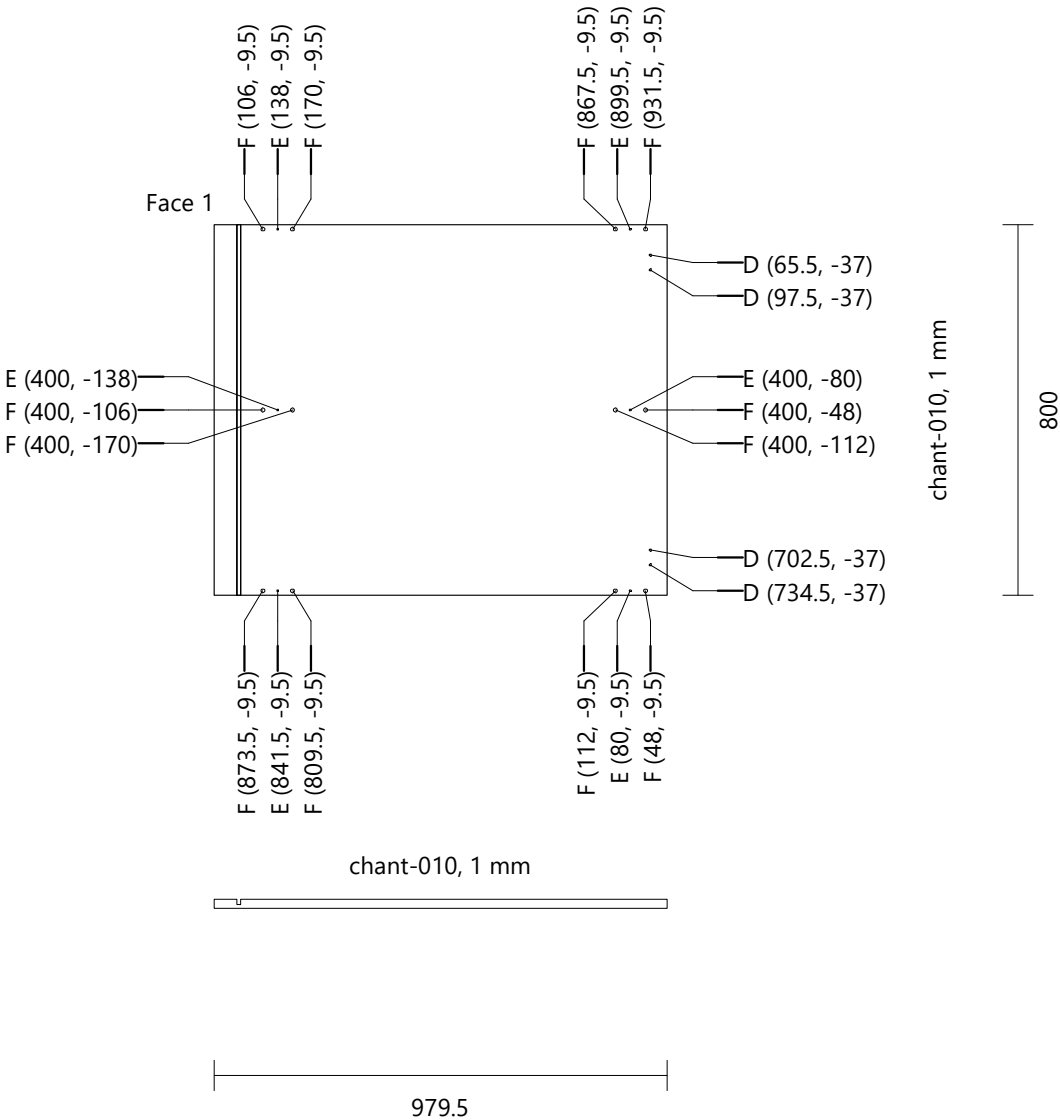 F (106, -9.5)
E (138, -9.5)
F (170, -9.5)
F (867.5, -9.5)
E (899.5, -9.5)
F (931.5, -9.5)
Face 1
D (65.5, -37)
D (97.5, -37)
E (400, -138)
F (400, -106)
F (400, -170)
E (400, -80)
F (400, -48)
F (400, -112)
chant-010, 1 mm
800
D (702.5, -37)
D (734.5, -37)
F (873.5, -9.5)
E (841.5, -9.5)
F (809.5, -9.5)
F (112, -9.5)
E (80, -9.5)
F (48, -9.5)
chant-010, 1 mm
979.5